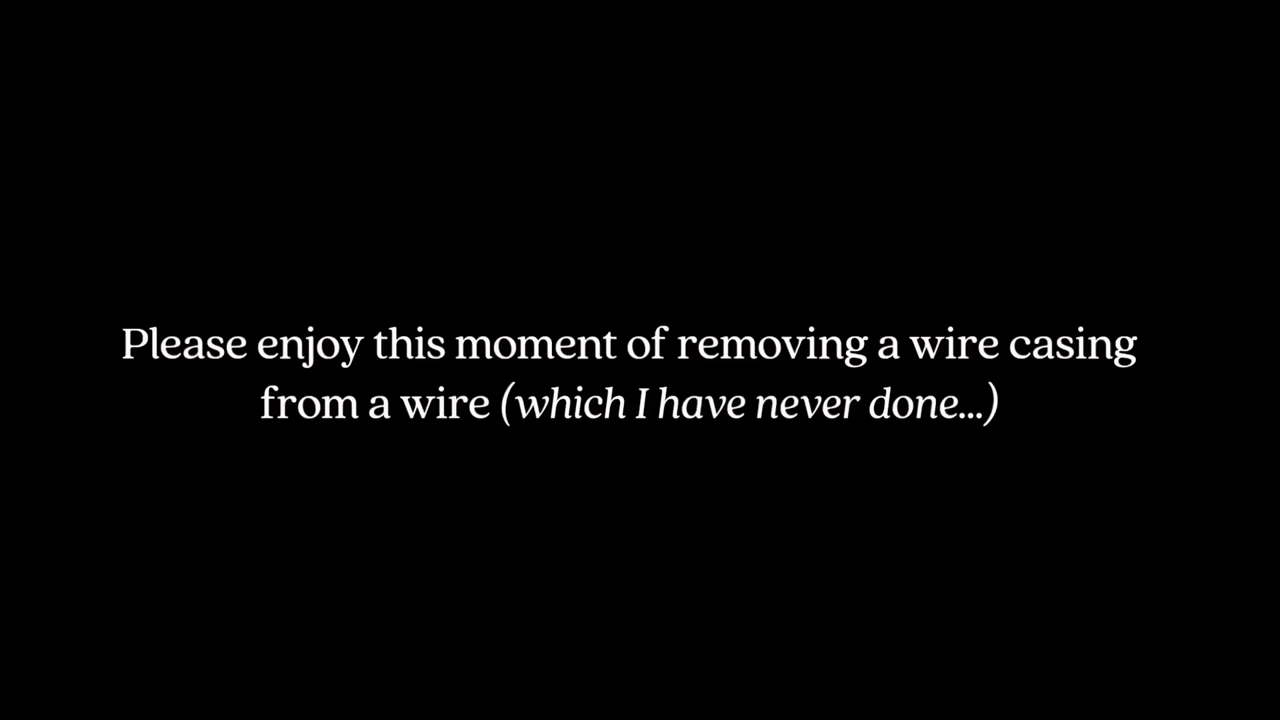 Please enjoy this moment of removing a wire casing
from a wire (which I have never done...)